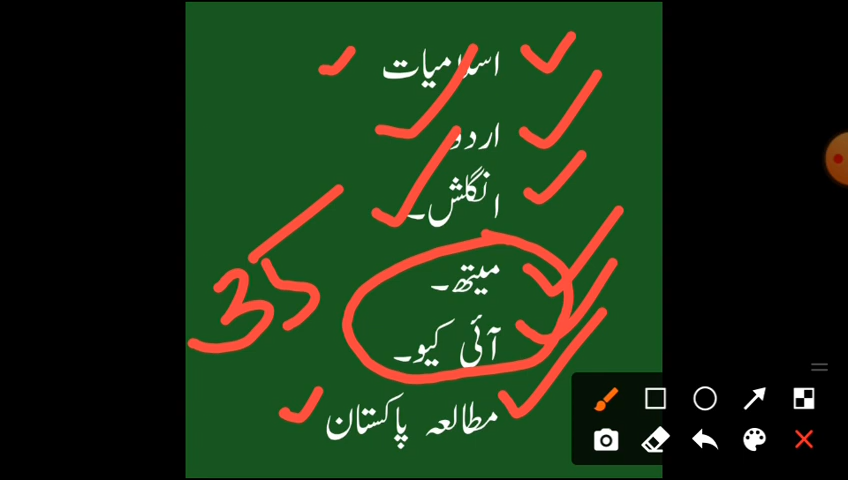 اسلامیات
اردو
انگلش۔
میتھ۔
35
آئی کیو۔
مطالعہ پاکستان